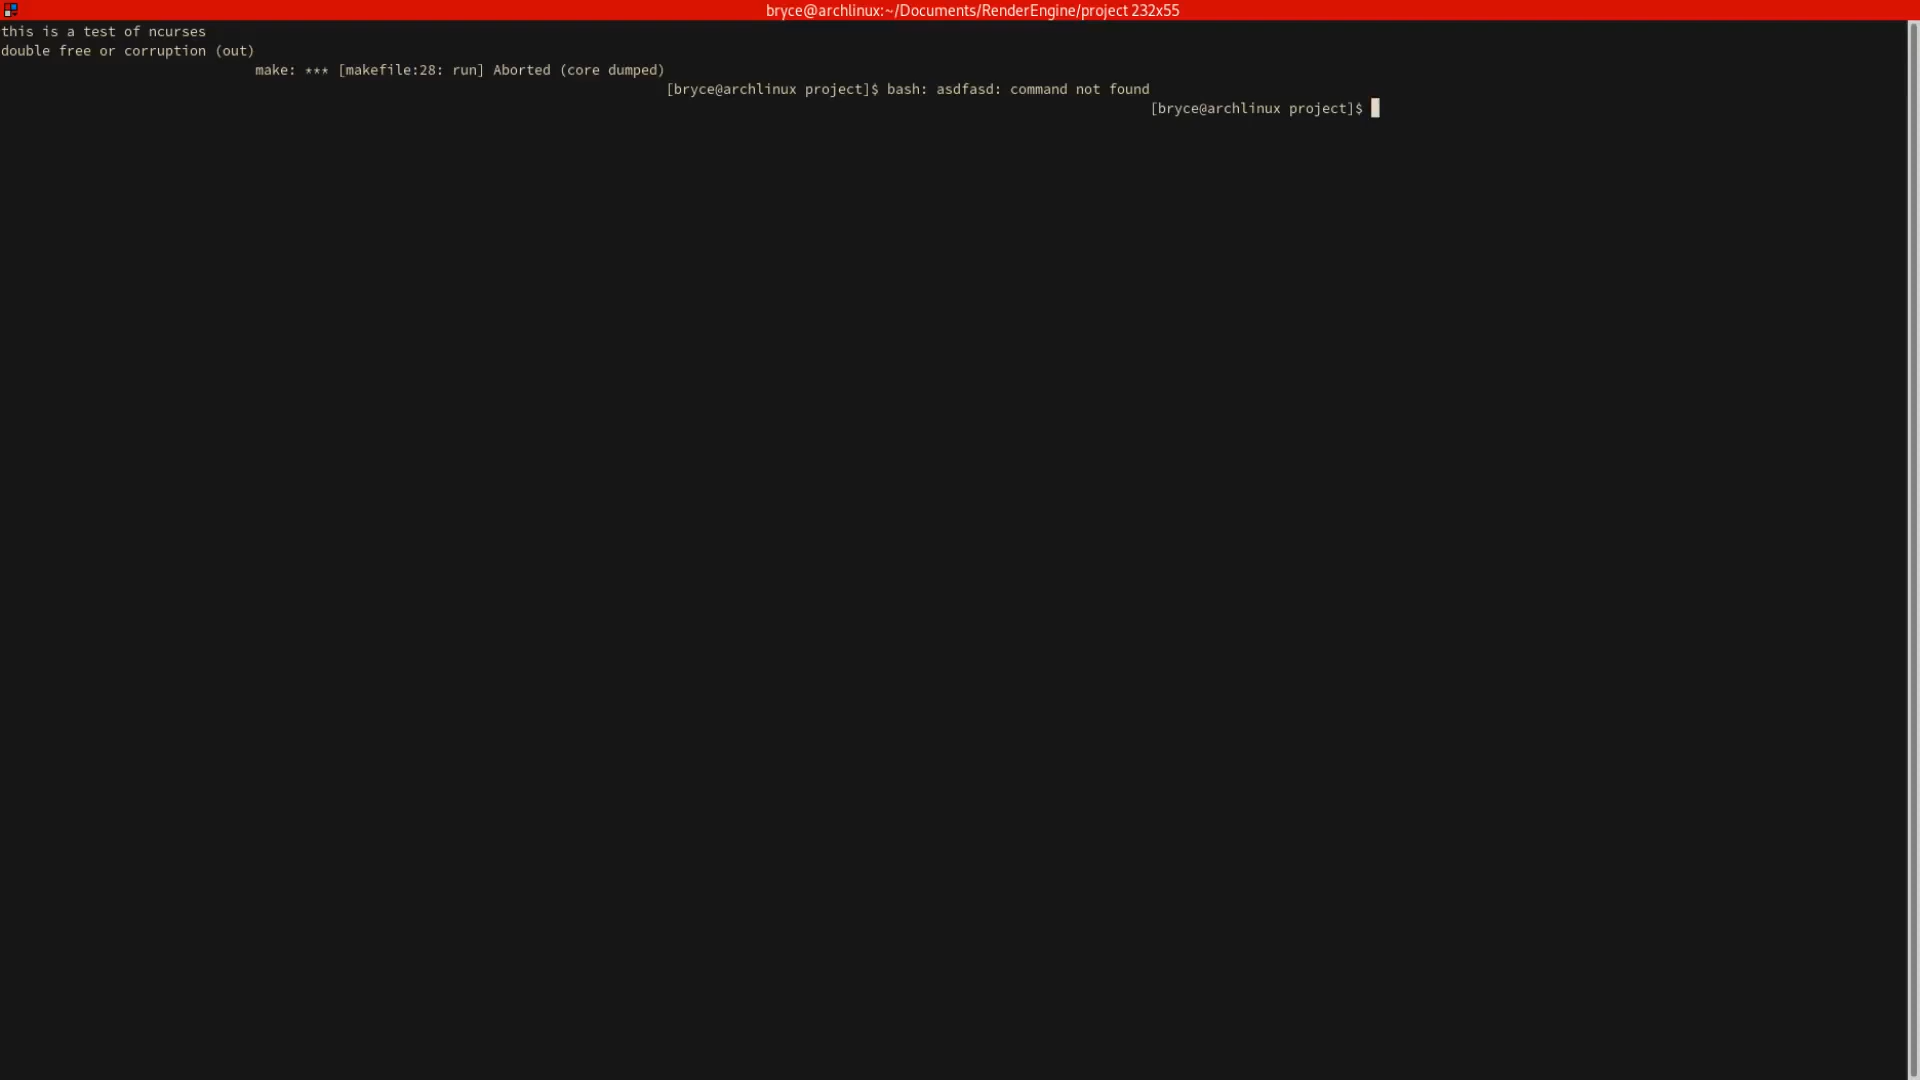 bryce@archlinux:~/Documents/RenderEngine/project 232x55
this is a test of ncurses
double free or corruption (out)
make: *** [makefile:28: run] Aborted (core dumped)
[bryce@archlinux project]$ bash: asdfasd: command not found
[bryce@archlinux project]$